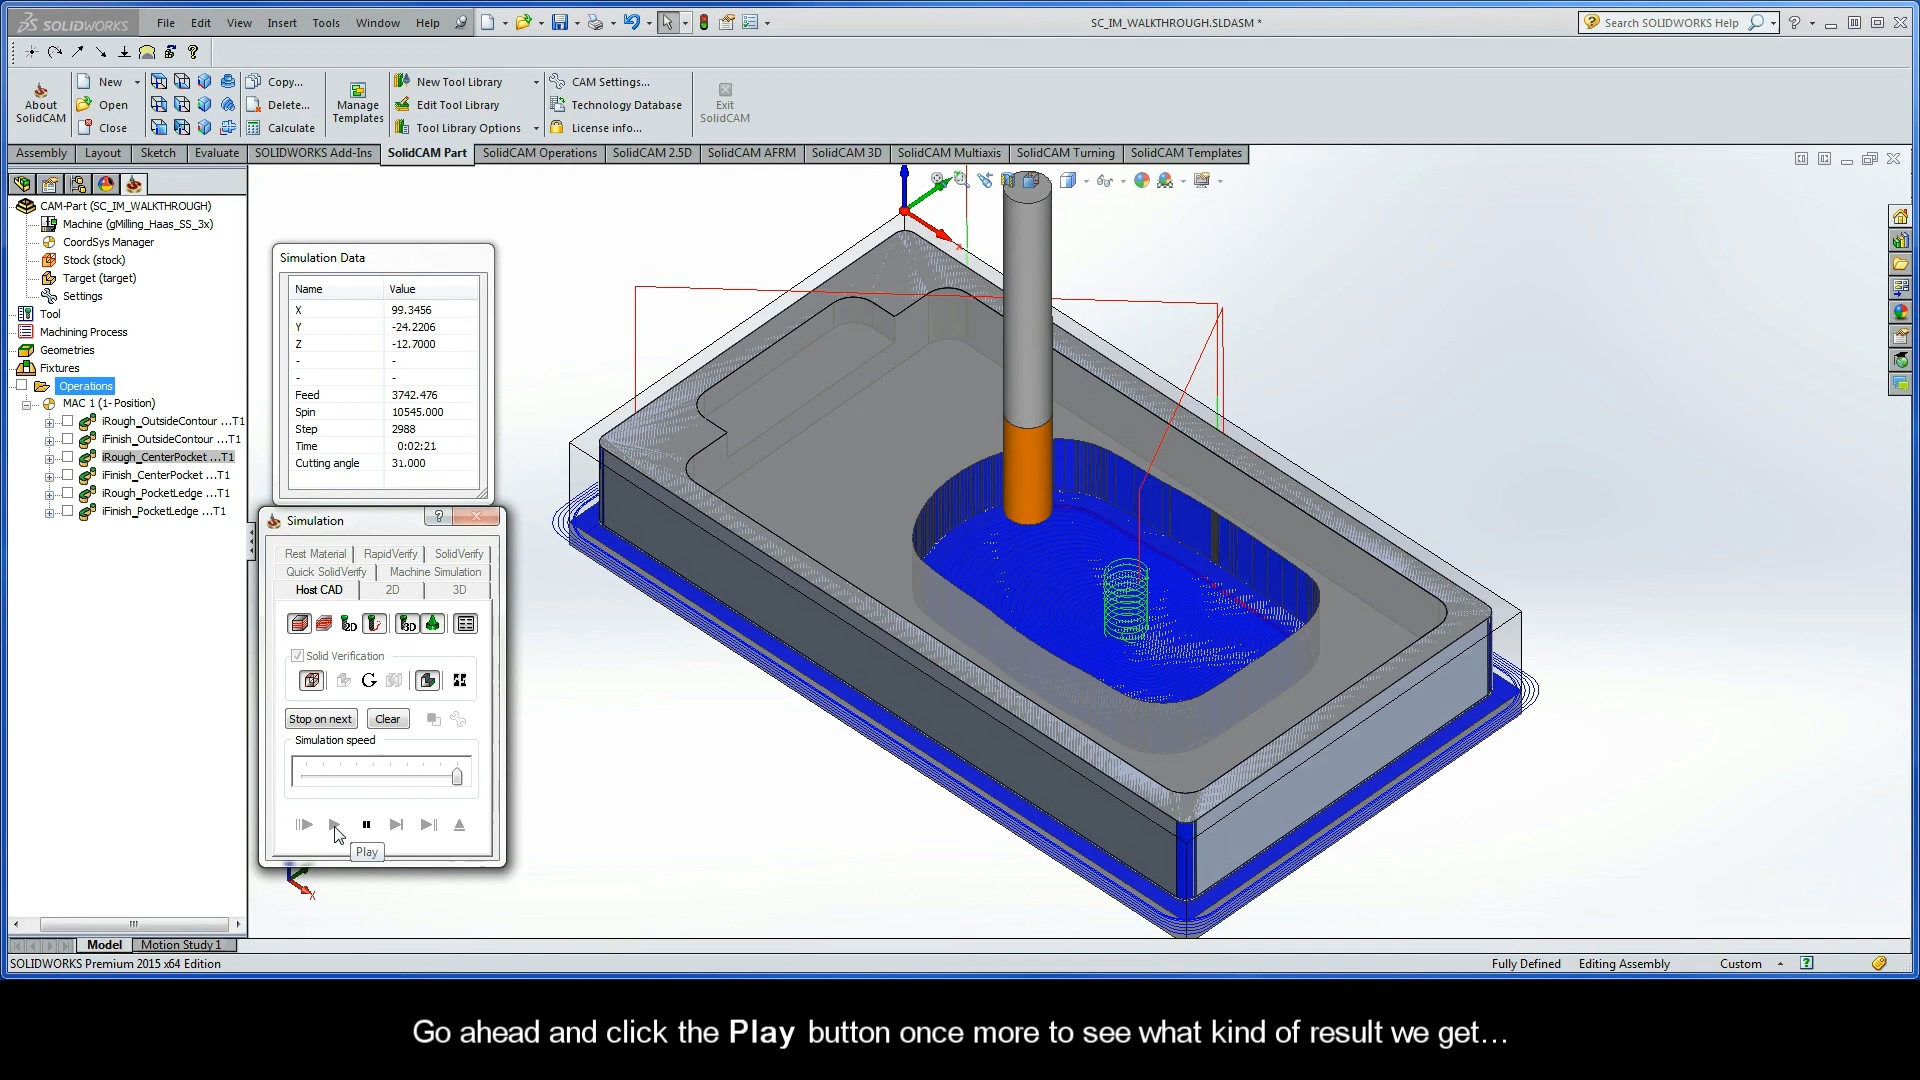 SOLIDWORKS File Edit View Insert Tools Window Help SC_IM_WALKTHROUGH.SLDASM * Search SOLIDWORKS Help
About SolidCAM
New
Open
Close
Copy...
Delete...
Calculate
Manage Templates
New Tool Library
Edit Tool Library
Tool Library Options
CAM Settings...
Technology Database
License info...
Exit SolidCAM
Assembly Layout Sketch Evaluate SOLIDWORKS Add-Ins SolidCAM Part SolidCAM Operations SolidCAM 2.5D SolidCAM AFRM SolidCAM 3D SolidCAM Multiaxis SolidCAM Turning SolidCAM Templates
CAM-Part (SC_IM_WALKTHROUGH)
Machine (gMilling_Haas_SS_3x)
CoordSys Manager
Stock (stock)
Target (target)
Settings
Tool
Machining Process
Geometries
Fixtures
Operations
MAC 1 (1- Position)
iRough_OutsideContour ...T1
iFinish_OutsideContour ...T1
iRough_CenterPocket ...T1
iFinish_CenterPocket ...T1
iRough_PocketLedge ...T1
iFinish_PocketLedge ...T1
Simulation Data
Name Value
X 99.3456
Y -24.2206
Z -12.7000
- -
- -
Feed 3742.476
Spin 10545.000
Step 2988
Time 0:02:21
Cutting angle 31.000
Simulation
Rest Material RapidVerify SolidVerify
Quick SolidVerify Machine Simulation
Host CAD 2D 3D
2D 3D
Solid Verification
Stop on next Clear
Simulation speed
Play
x
x
Model Motion Study 1
SOLIDWORKS Premium 2015 x64 Edition Fully Defined Editing Assembly Custom
Go ahead and click the Play button once more to see what kind of result we get...